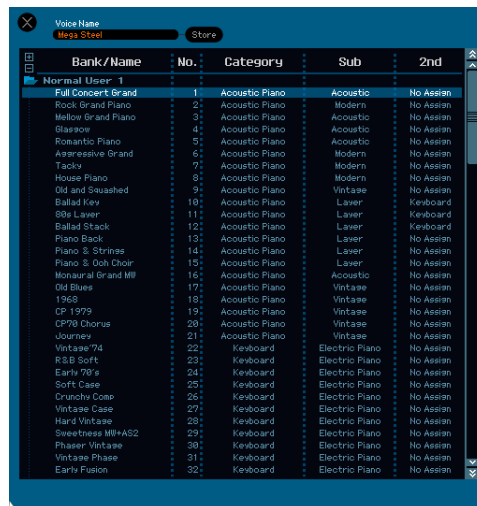 Voice Name
Mega Steel Store
Bank/Name No. Category Sub 2nd
Normal User 1
Full Concert Grand 1 Acoustic Piano Acoustic No Assign
Rock Grand Piano 2 Acoustic Piano Modern No Assign
Mellow Grand Piano 3 Acoustic Piano Acoustic No Assign
Glasgow 4 Acoustic Piano Acoustic No Assign
Romantic Piano 5 Acoustic Piano Acoustic No Assign
Aggressive Grand 6 Acoustic Piano Modern No Assign
Tacky 7 Acoustic Piano Modern No Assign
House Piano 8 Acoustic Piano Modern No Assign
Old and Squashed 9 Acoustic Piano Vintage No Assign
Ballad Key 10 Acoustic Piano Layer Keyboard
80s Layer 11 Acoustic Piano Layer Keyboard
Ballad Stack 12 Acoustic Piano Layer Keyboard
Piano Back 13 Acoustic Piano Layer No Assign
Piano & Strings 14 Acoustic Piano Layer No Assign
Piano & Ooh Choir 15 Acoustic Piano Layer No Assign
Monaural Grand MW 16 Acoustic Piano Acoustic No Assign
Old Blues 17 Acoustic Piano Vintage No Assign
1968 18 Acoustic Piano Vintage No Assign
CP 1979 19 Acoustic Piano Vintage No Assign
CP70 Chorus 20 Acoustic Piano Vintage No Assign
Journey 21 Acoustic Piano Vintage No Assign
Vintage'74 22 Keyboard Electric Piano No Assign
R&B Soft 23 Keyboard Electric Piano No Assign
Early 70's 24 Keyboard Electric Piano No Assign
Soft Case 25 Keyboard Electric Piano No Assign
Crunchy Comp 26 Keyboard Electric Piano No Assign
Vintage Case 27 Keyboard Electric Piano No Assign
Hard Vintage 28 Keyboard Electric Piano No Assign
Sweetness MW+AS2 29 Keyboard Electric Piano No Assign
Phaser Vintage 30 Keyboard Electric Piano No Assign
Vintage Phase 31 Keyboard Electric Piano No Assign
Early Fusion 32 Keyboard Electric Piano No Assign